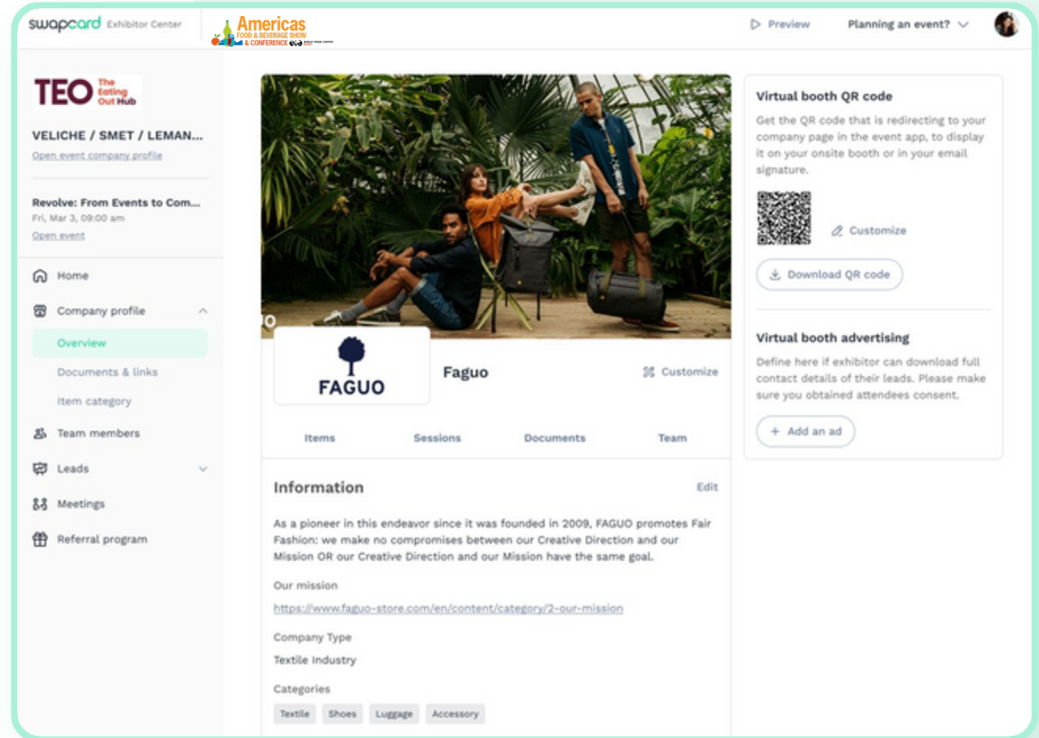 swapcard Exhibitor Center
Americas
FOOD & BEVERAGE SHOW
& CONFERENCE
Preview
Planning an event?
TEO The Eating Out Hub
VELICHE / SMET / LEMAN...
Open event company profile
Revolve: From Events to Com...
Fri, Mar 3, 09:00 am
Open event
Home
Company profile
Overview
Documents & links
Item category
Team members
Leads
Meetings
Referral program
FAGUO
Faguo
Customize
Items
Sessions
Documents
Team
Information
Edit
As a pioneer in this endeavor since it was founded in 2009, FAGUO promotes Fair
Fashion: we make no compromises between our Creative Direction and our
Mission OR our Creative Direction and our Mission have the same goal.
Our mission
https://www.faguo-store.com/en/content/category/2-our-mission
Company Type
Textile Industry
Categories
Textile
Shoes
Luggage
Accessory
Virtual booth QR code
Get the QR code that is redirecting to your
company page in the event app, to display
it on your onsite booth or in your email
signature.
Customize
Download QR code
Virtual booth advertising
Define here if exhibitor can download full
contact details of their leads. Please make
sure you obtained attendees consent.
+ Add an ad